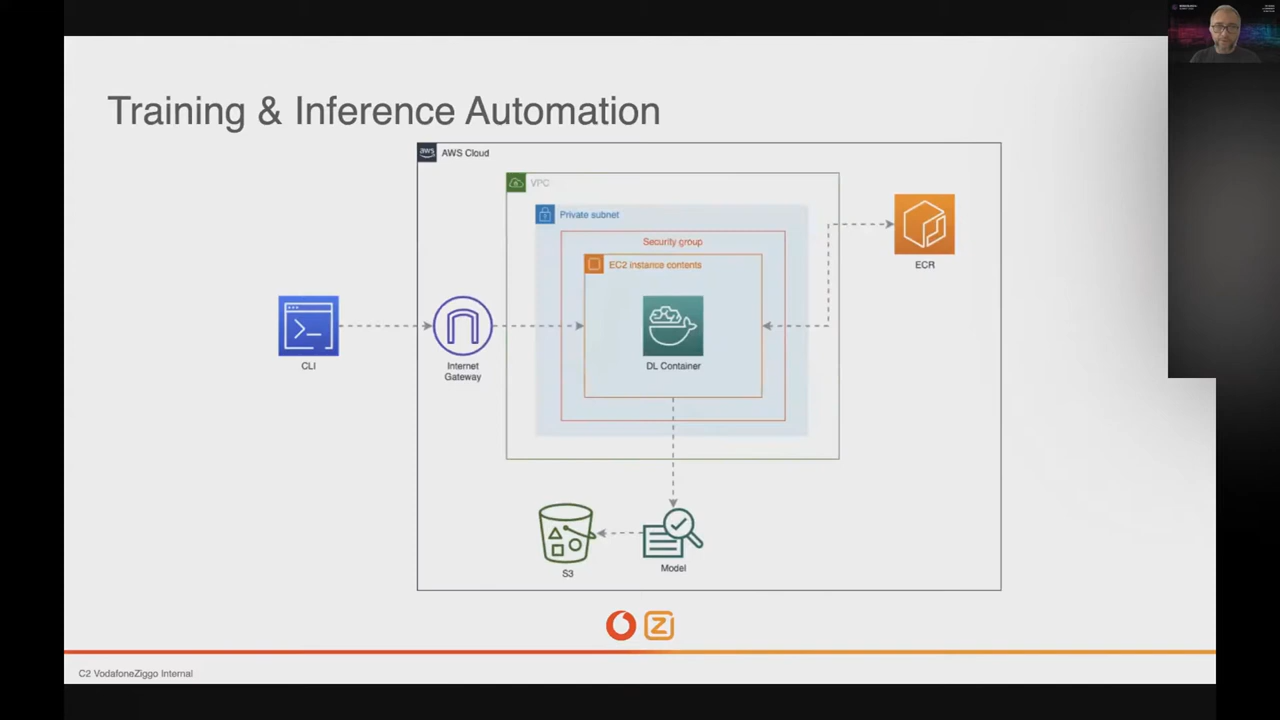 Training & Inference Automation
aws
AWS Cloud
VPC
Private subnet
Security group
EC2 instance contents
ECR
CLI
Internet
Gateway
DL Container
S3
Model
C2 VodafoneZiggo Internal